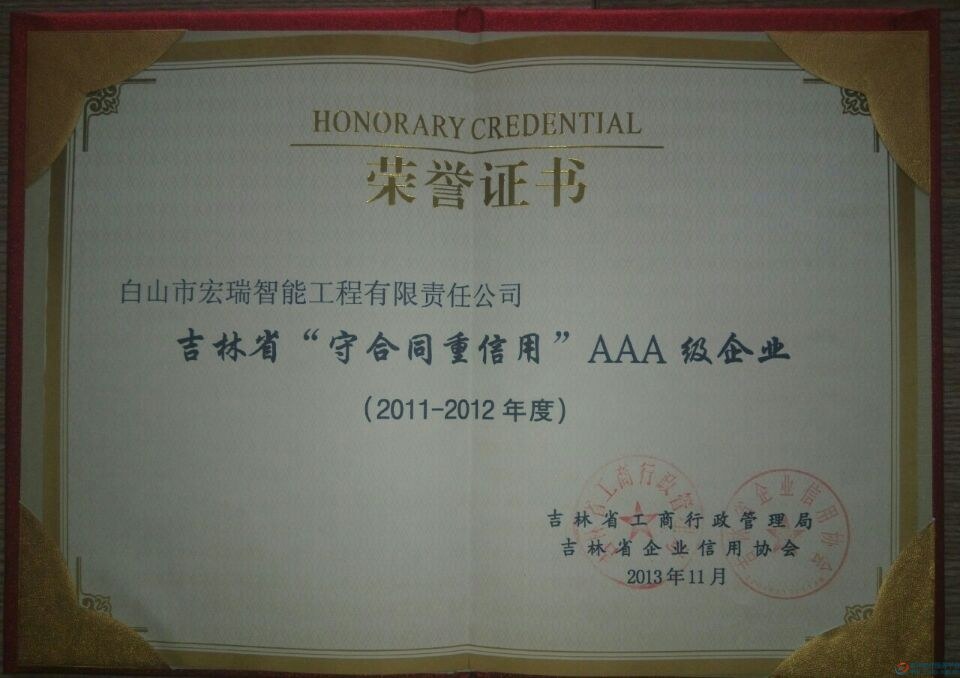 HONORARY CREDENTIAL
荣誉证书
白山市宏瑞智能工程有限责任公司
吉林省“守合同重信用”AAA级企业
(2011-2012年度)
吉林省工商行政管理局
吉林省企业信用协会
2013年11月